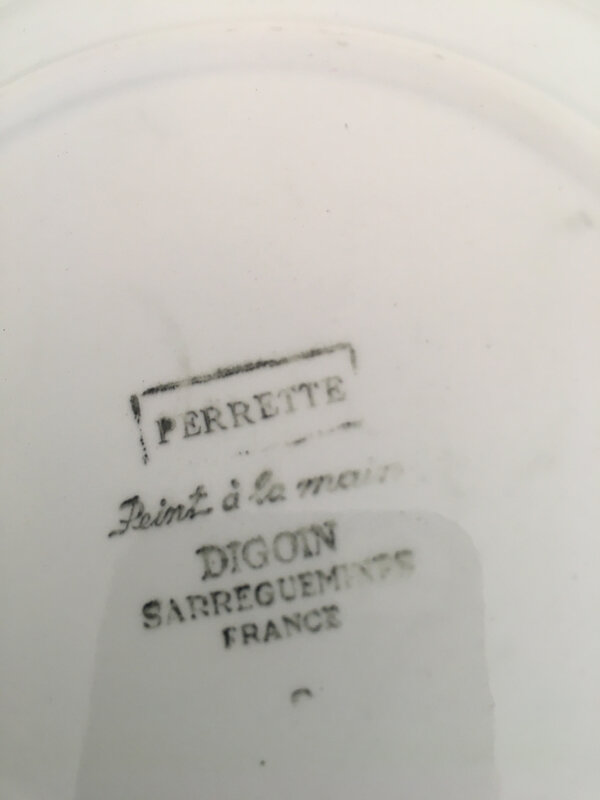 PERRETTE
Peint à la main
DIGOIN
SARREGUEMINES
FRANCE